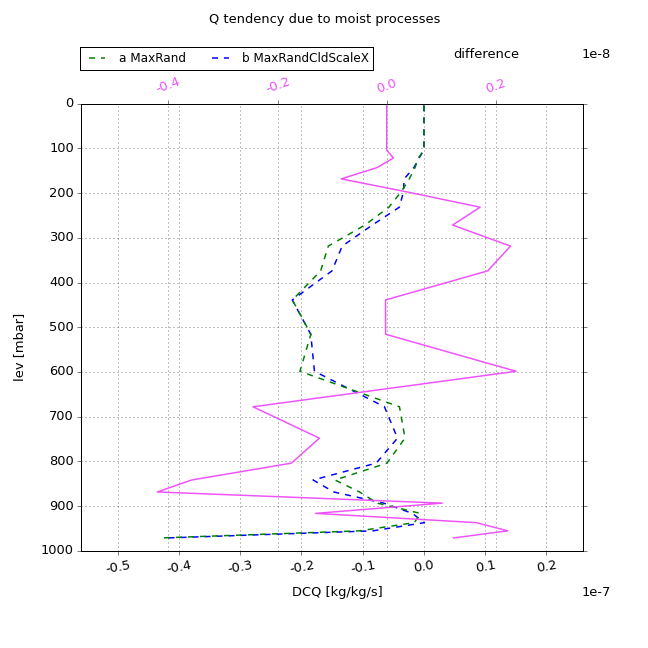 Q tendency due to moist processes
a MaxRand b MaxRandCldScaleX difference 1e-8
-0.4 -0.2 0.0 0.2
0
100
200
300
400
500
600
700
800
900
1000
lev [mbar]
-0.5 -0.4 -0.3 -0.2 -0.1 0.0 0.1 0.2
DCQ [kg/kg/s] 1e-7